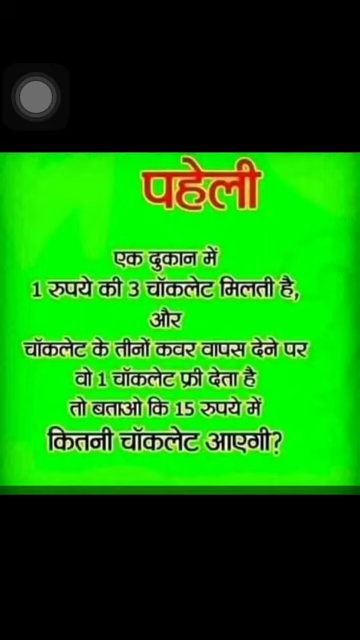 पहेली
एक दुकान में
1 रुपये की 3 चॉकलेट मिलती है,
और
चॉकलेट के तीनों कवर वापस देने पर
वो 1 चॉकलेट फ्री देता है
तो बताओ कि 15 रुपये में
कितनी चॉकलेट आएगी?